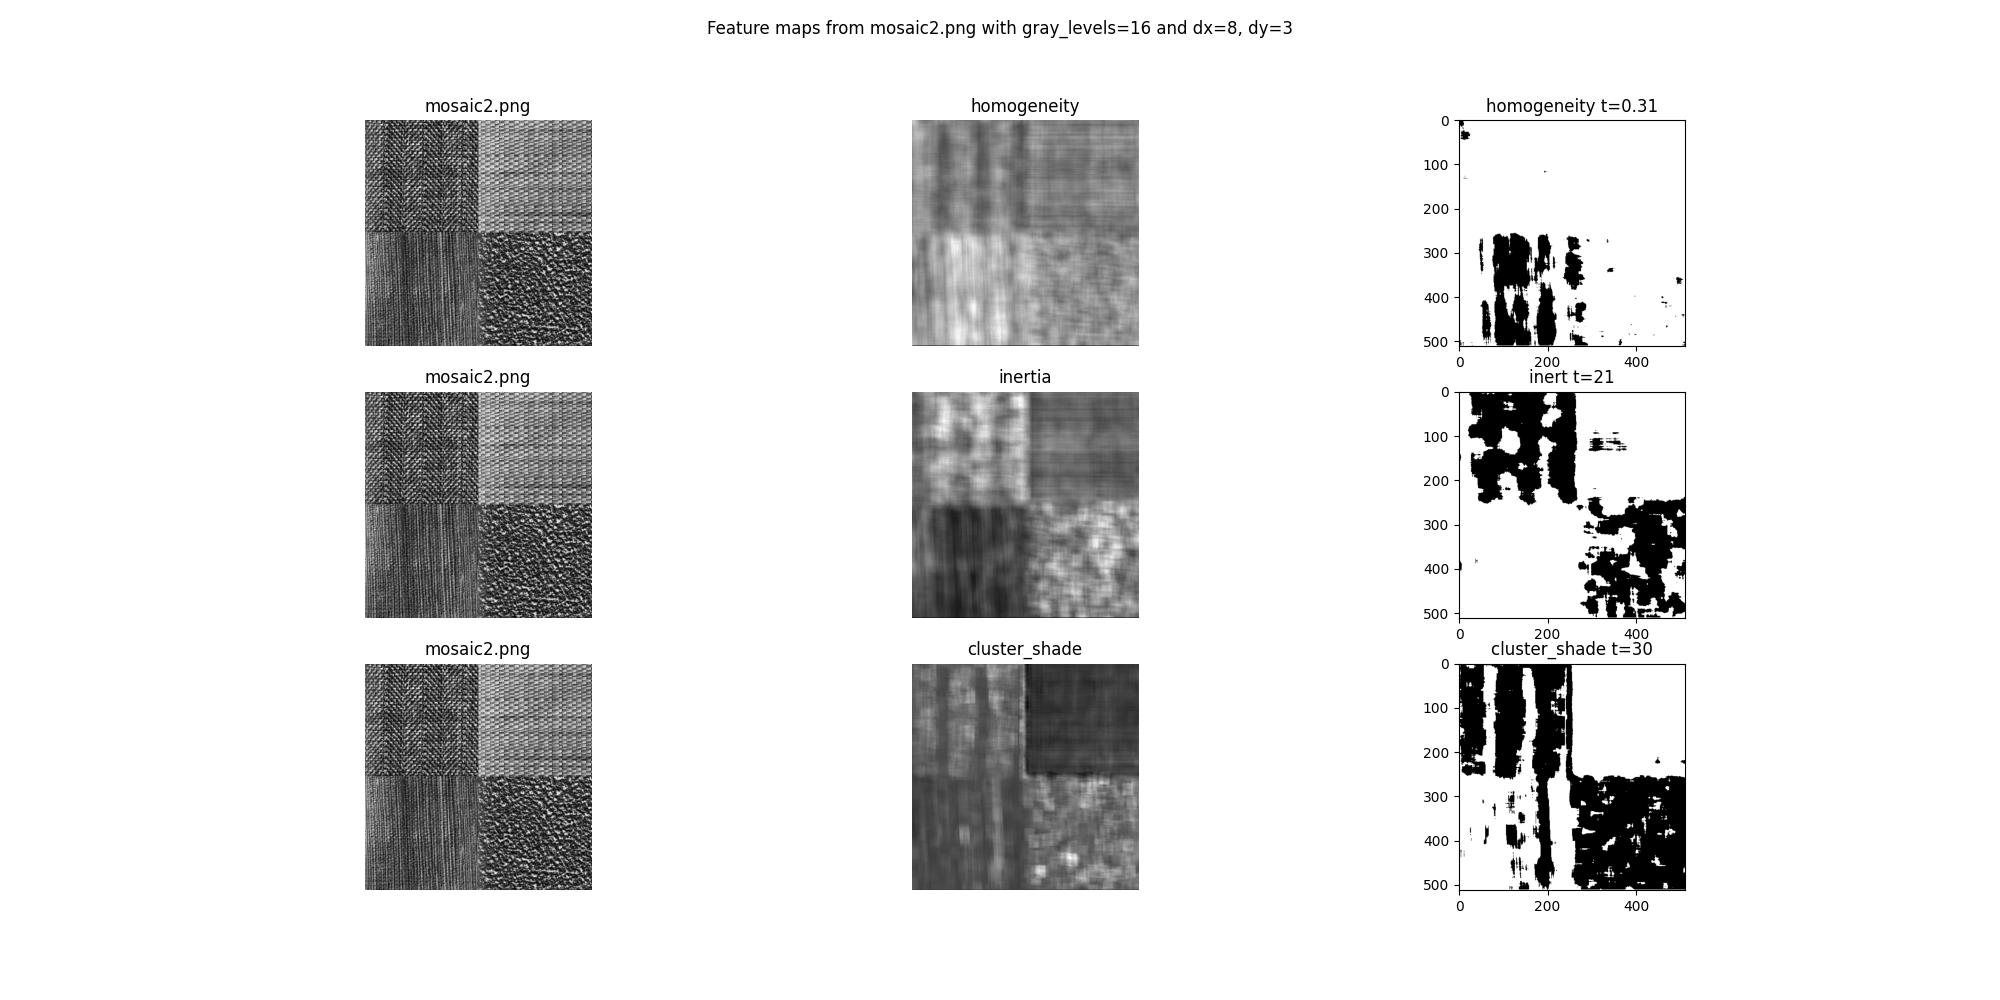 Feature maps from mosaic2.png with gray_levels=16 and dx=8, dy=3
mosaic2.png
homogeneity
homogeneity t=0.31
0
100
200
300
400
500
0
200
400
mosaic2.png
inertia
inert t=21
0
100
200
300
400
500
0
200
400
mosaic2.png
cluster_shade
cluster_shade t=30
0
100
200
300
400
500
0
200
400